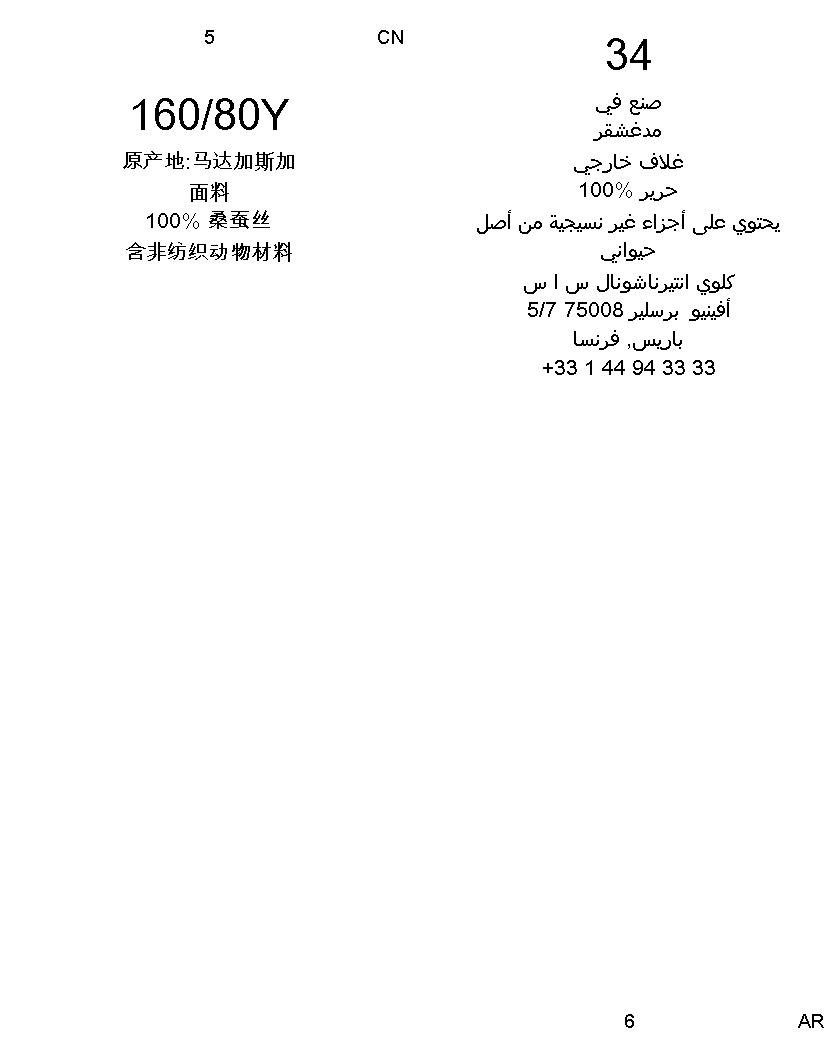 5
CN
160/80Y
原产地:马达加斯加
面料
100% 桑蚕丝
含非纺织动物材料
34
صنع في
مدغشقر
غلاف خارجي
حرير %100
يحتوي على أجزاء غير نسيجية من أصل
حيواني
كلوي انتيرناشونال س ا س
أفينيو برسلير 75008 5/7
باريس, فرنسا
+33 1 44 94 33 33
6
AR